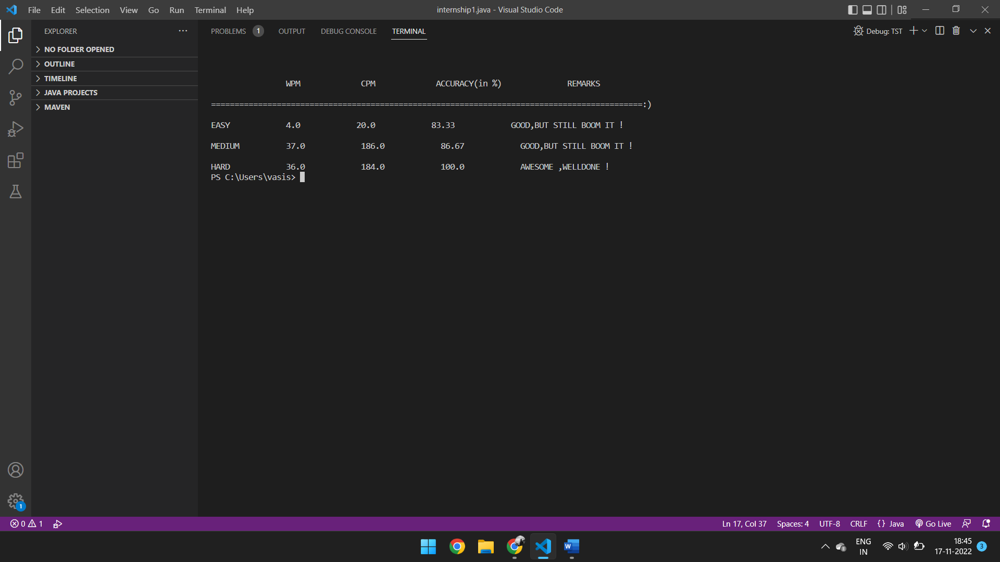 File Edit Selection View Go Run Terminal Help internship1.java - Visual Studio Code
EXPLORER ···
NO FOLDER OPENED
OUTLINE
TIMELINE
JAVA PROJECTS
MAVEN
PROBLEMS 1 OUTPUT DEBUG CONSOLE TERMINAL Debug: TST
WPM CPM ACCURACY(in %) REMARKS
============================================================================================:)
EASY 4.0 20.0 83.33 GOOD,BUT STILL BOOM IT !
MEDIUM 37.0 186.0 86.67 GOOD,BUT STILL BOOM IT !
HARD 36.0 184.0 100.0 AWESOME ,WELLDONE !
PS C:\Users\vasis>
1
0 1 Ln 17, Col 37 Spaces: 4 UTF-8 CRLF {} Java Go Live
W
ENG
IN
18:45
17-11-2022
3